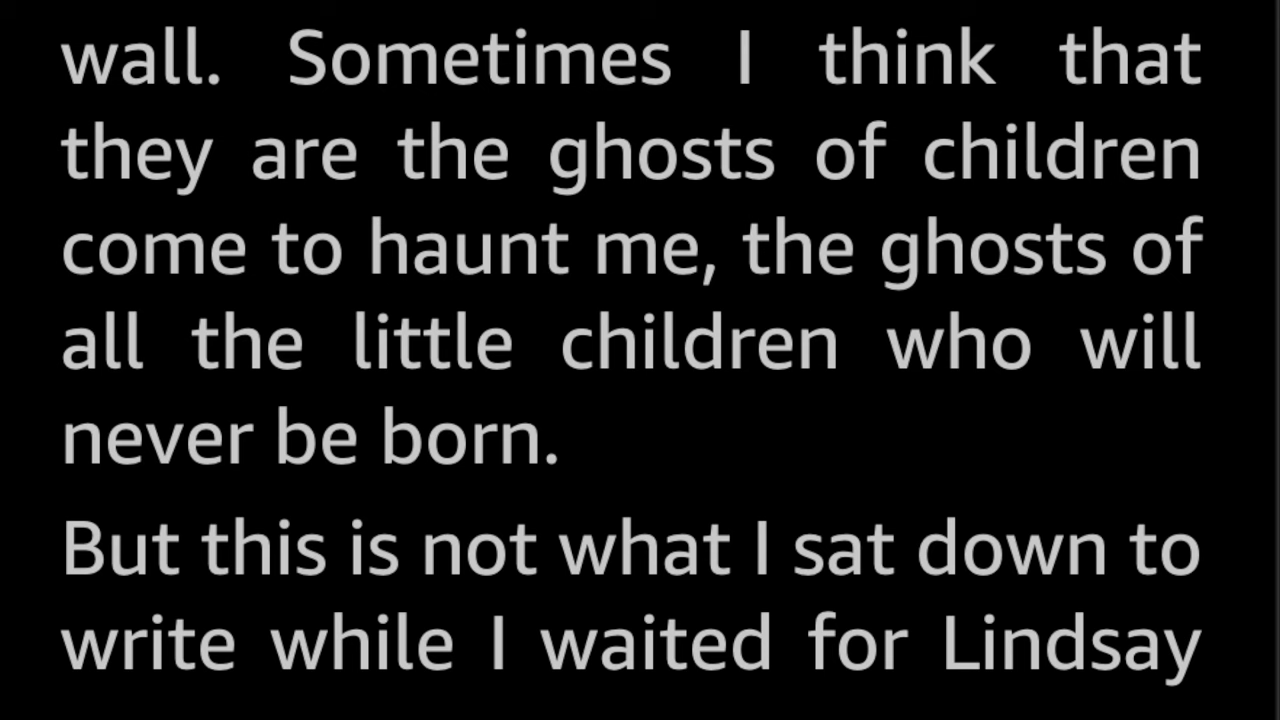 wall. Sometimes I think that
they are the ghosts of children
come to haunt me, the ghosts of
all the little children who will
never be born.
But this is not what I sat down to
write while I waited for Lindsay